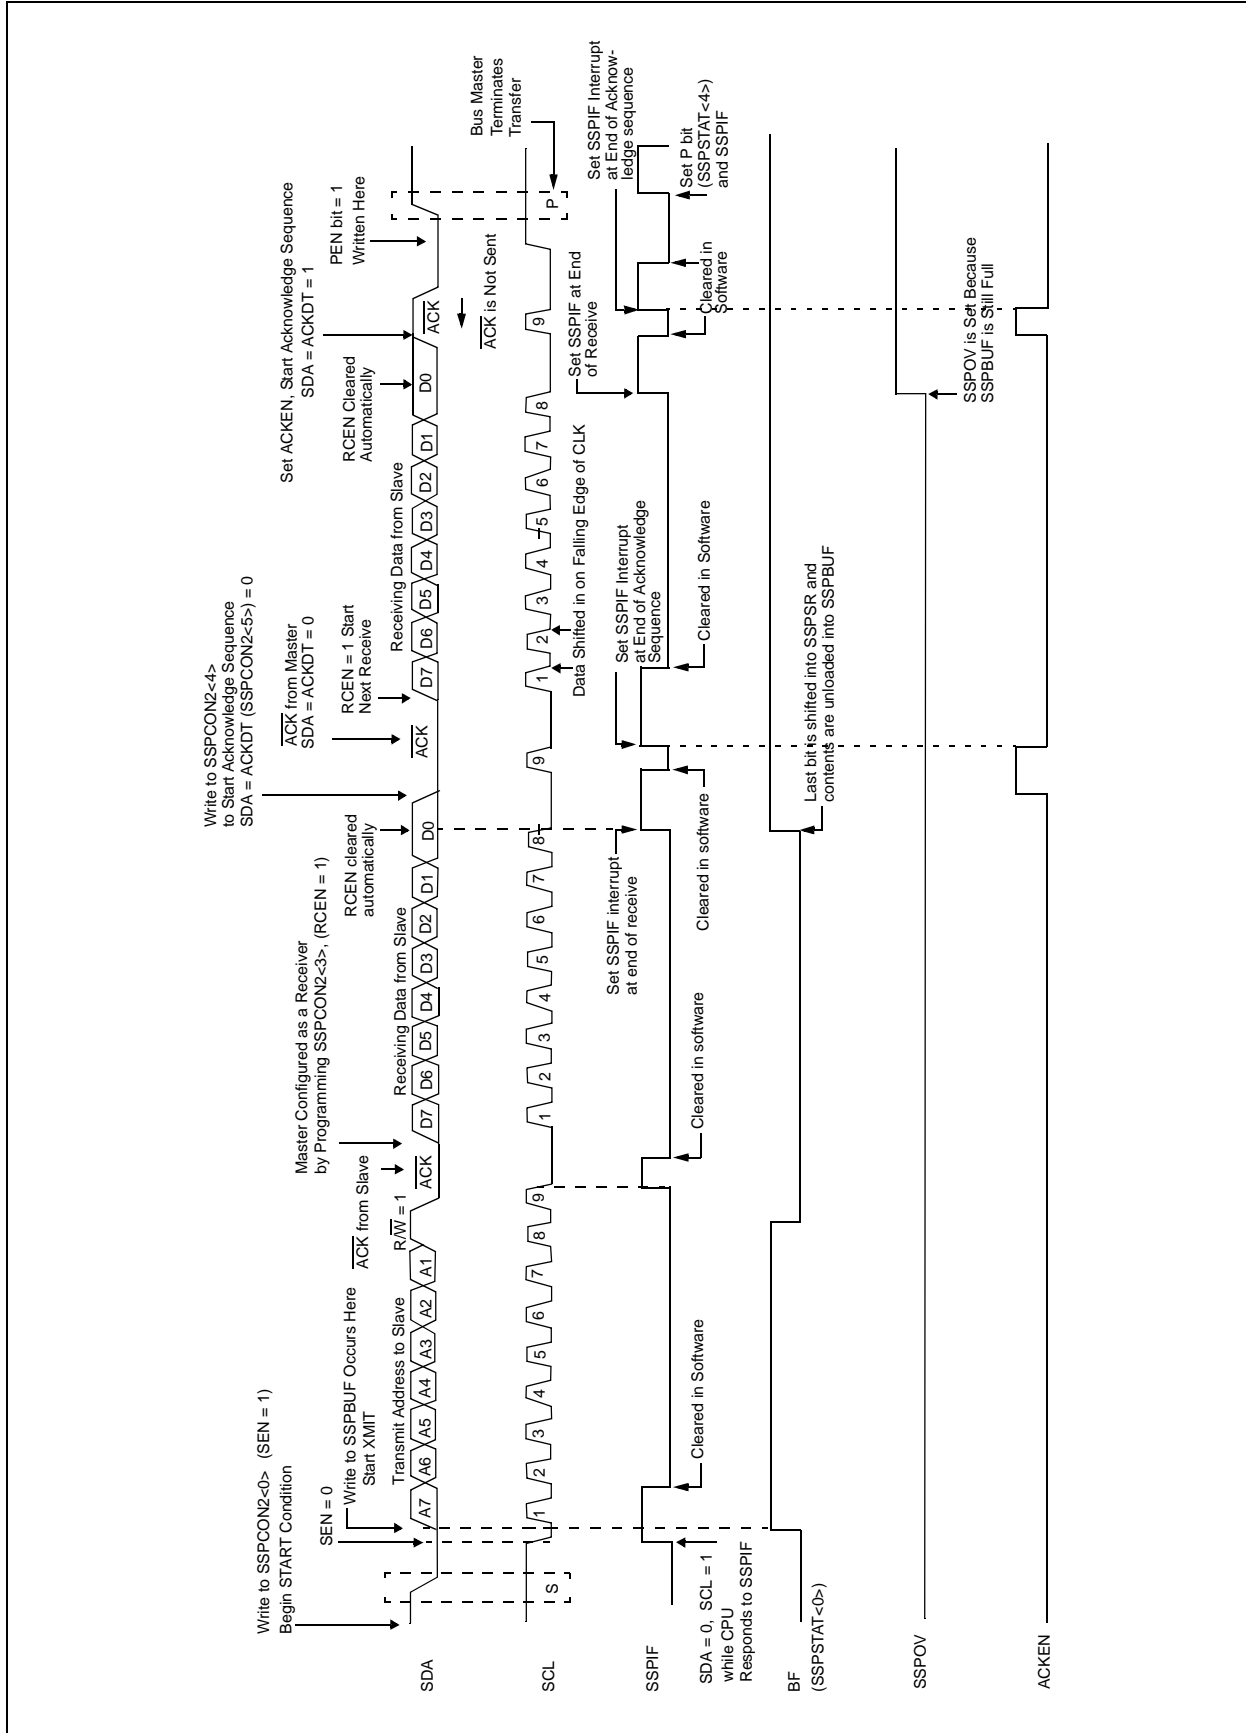 Write to SSPCON2<0> (SEN = 1)
Begin START Condition
SEN = 0
Write to SSPBUF Occurs Here
Start XMIT
Transmit Address to Slave
R/W = 1
ACK from Slave
Master Configured as a Receiver
by Programming SSPCON2<3>, (RCEN = 1)
Receiving Data from Slave
RCEN cleared
automatically
Write to SSPCON2<4>
to Start Acknowledge Sequence
SDA = ACKDT (SSPCON2<5>) = 0
ACK from Master
SDA = ACKDT = 0
RCEN = 1 Start
Next Receive
Receiving Data from Slave
RCEN Cleared
Automatically
Set ACKEN, Start Acknowledge Sequence
SDA = ACKDT = 1
PEN bit = 1
Written Here
SDA
A7 A6 A5 A4 A3 A2 A1 ACK D7 D6 D5 D4 D3 D2 D1 D0 ACK D7 D6 D5 D4 D3 D2 D1 D0 ACK
ACK is Not Sent
Bus Master
Terminates
Transfer
SCL
S 1 2 3 4 5 6 7 8 9 1 2 3 4 5 6 7 8 9 1 2 3 4 5 6 7 8 9 P
Data Shifted in on Falling Edge of CLK
Set SSPIF interrupt
at end of receive
Set SSPIF Interrupt
at End of Acknowledge
Sequence
Set SSPIF at End
of Receive
Set SSPIF Interrupt
at End of Acknow-
ledge sequence
SSPIF
SDA = 0, SCL = 1
while CPU
Responds to SSPIF
Cleared in Software
Cleared in software
Cleared in software
Cleared in Software
Cleared in
Software
Set P bit
(SSPSTAT<4>)
and SSPIF
BF
(SSPSTAT<0>)
Last bit is shifted into SSPSR and
contents are unloaded into SSPBUF
SSPOV
SSPOV is Set Because
SSPBUF is Still Full
ACKEN